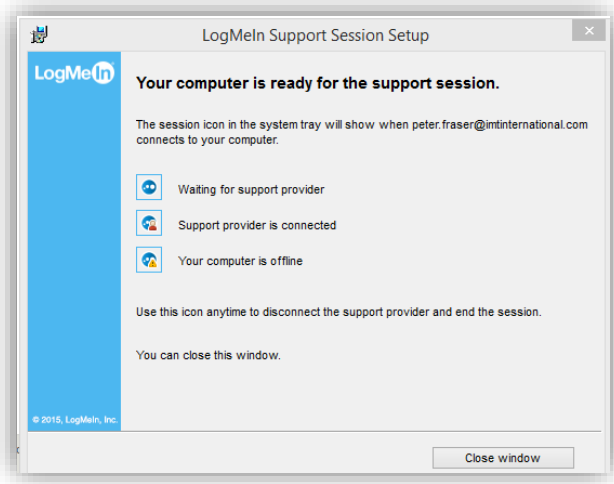 LogMeIn Support Session Setup
LogMeIn
Your computer is ready for the support session.
The session icon in the system tray will show when peter.fraser@imtinternational.com
connects to your computer.
Waiting for support provider
Support provider is connected
Your computer is offline
Use this icon anytime to disconnect the support provider and end the session.
You can close this window.
© 2015, LogMeIn, Inc.
Close window